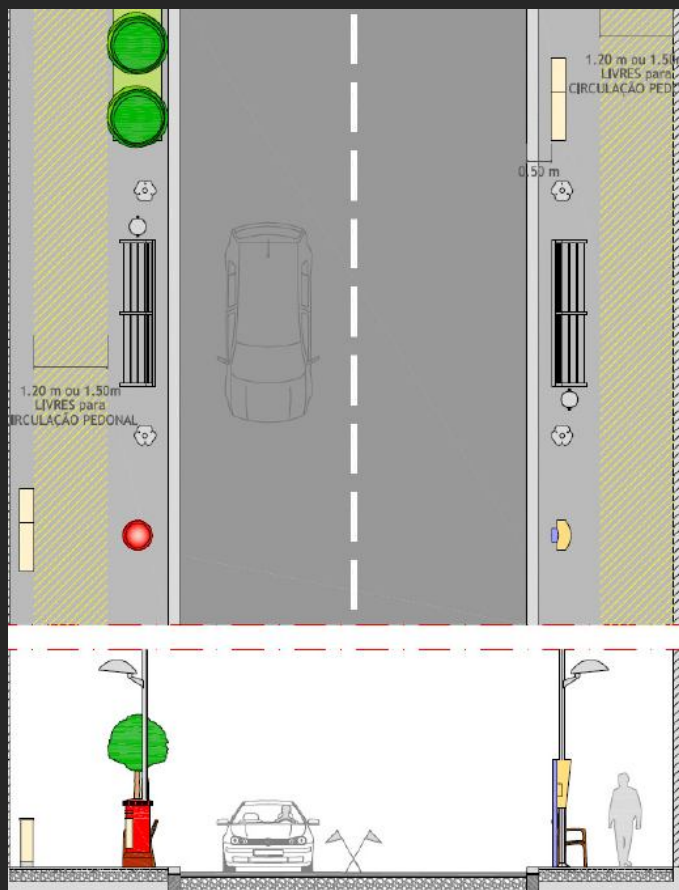 1.20 m ou 1.50m
LIVRES para
CIRCULAÇÃO
0.50 m
1.20 m ou 1.50m
LIVRES para
CIRCULAÇÃO PEDONAL